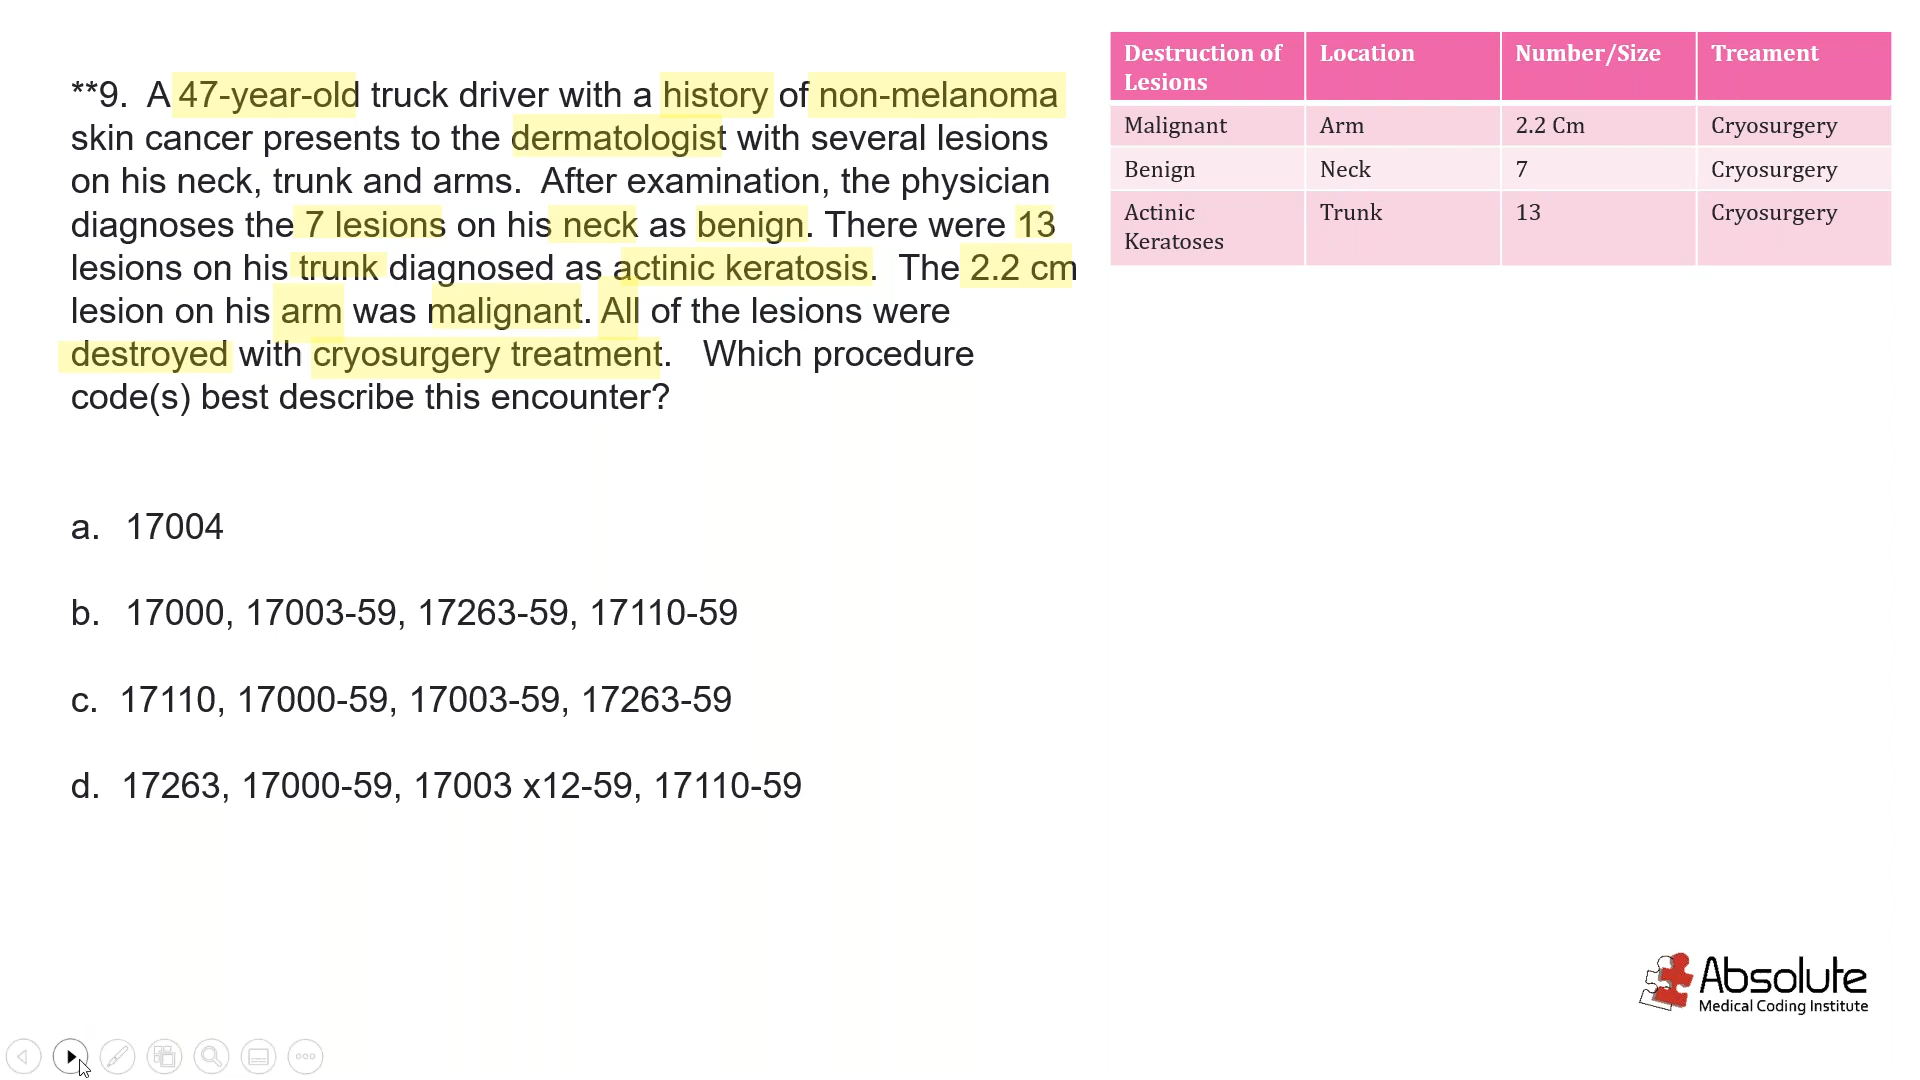 **9. A 47-year-old truck driver with a history of non-melanoma
skin cancer presents to the dermatologist with several lesions
on his neck, trunk and arms. After examination, the physician
diagnoses the 7 lesions on his neck as benign. There were 13
lesions on his trunk diagnosed as actinic keratosis. The 2.2 cm
lesion on his arm was malignant. All of the lesions were
destroyed with cryosurgery treatment. Which procedure
code(s) best describe this encounter?
a. 17004
b. 17000, 17003-59, 17263-59, 17110-59
c. 17110, 17000-59, 17003-59, 17263-59
d. 17263, 17000-59, 17003 x12-59, 17110-59
Destruction of Lesions Location Number/Size Treament
Malignant Arm 2.2 Cm Cryosurgery
Benign Neck 7 Cryosurgery
Actinic Keratoses Trunk 13 Cryosurgery
Absolute
Medical Coding Institute